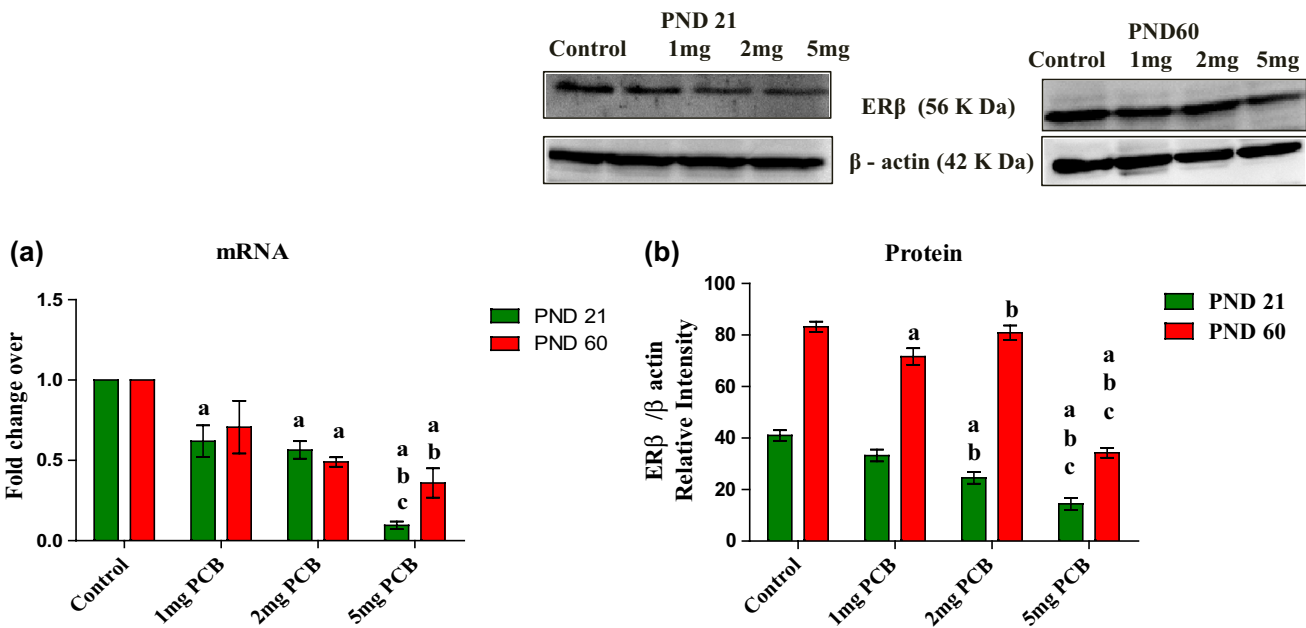 PND 21
Control 1mg 2mg 5mg
PND60
Control 1mg 2mg 5mg
ERβ (56 K Da)
β - actin (42 K Da)
(a)
mRNA
Fold change over
1.5
1.0
0.5
0.0
a
a
a
a
b
c
a
b
Control
1mg PCB
2mg PCB
5mg PCB
PND 21
PND 60
(b)
Protein
ERβ /β actin
Relative Intensity
100
80
60
40
20
0
a
a
b
b
a
b
c
a
b
c
Control
1mg PCB
2mg PCB
5mg PCB
PND 21
PND 60